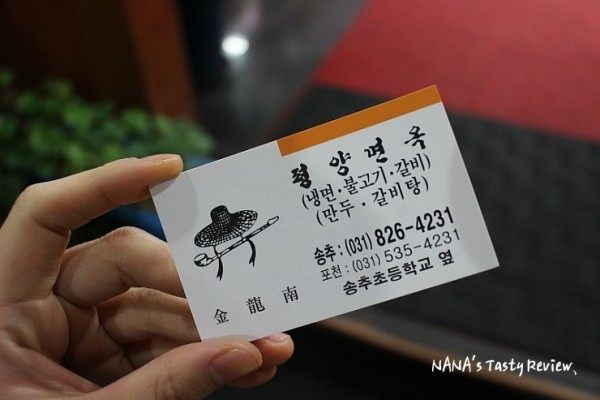 평양면옥
(냉면·불고기·갈비)
(만두·갈비탕)
송추 : (031) 826-4231
포천 : (031) 535-4231
송추초등학교 옆
金龍南
NANA's Tasty Review.